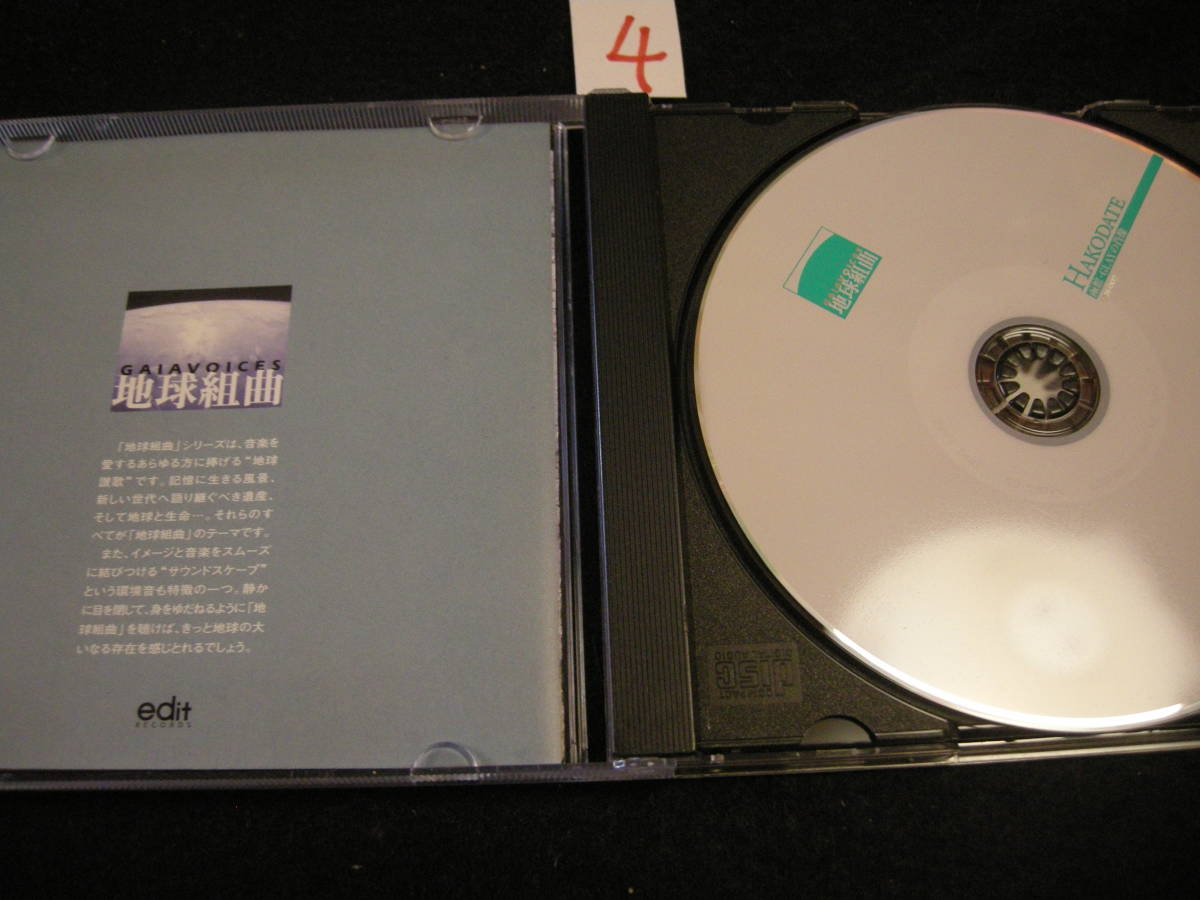 4
GAIAVOICES
地球組曲
「地球組曲」シリーズは、音楽を
愛するあらゆる方に捧げる“地球
讃歌”です。記憶に生きる風景、
新しい世代へ語り継ぐべき遺産、
そして地球と生命…。それらのす
べてが「地球組曲」のテーマです。
また、イメージと音楽をスムーズ
に結びつける“サウンドスケープ”
という環境音も特徴の一つ。静か
に目を閉じて、身をゆだねるように「地
球組曲」を聴けば、きっと地球の大
いなる存在を感じとれるでしょう。
edit
RECORDS
GAIAVOICES
地球組曲
HAKODATE
COMPACT
DISC
DIGITAL AUDIO